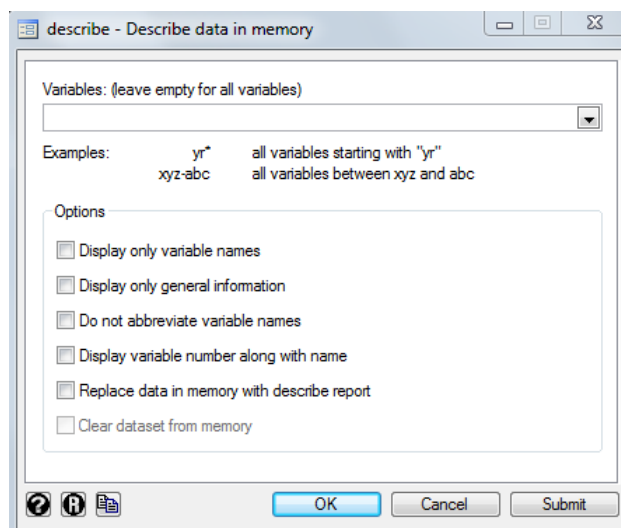 describe - Describe data in memory
Variables: (leave empty for all variables)
Examples: yr* all variables starting with "yr"
xyz-abc all variables between xyz and abc
Options
Display only variable names
Display only general information
Do not abbreviate variable names
Display variable number along with name
Replace data in memory with describe report
Clear dataset from memory
? R OK Cancel Submit